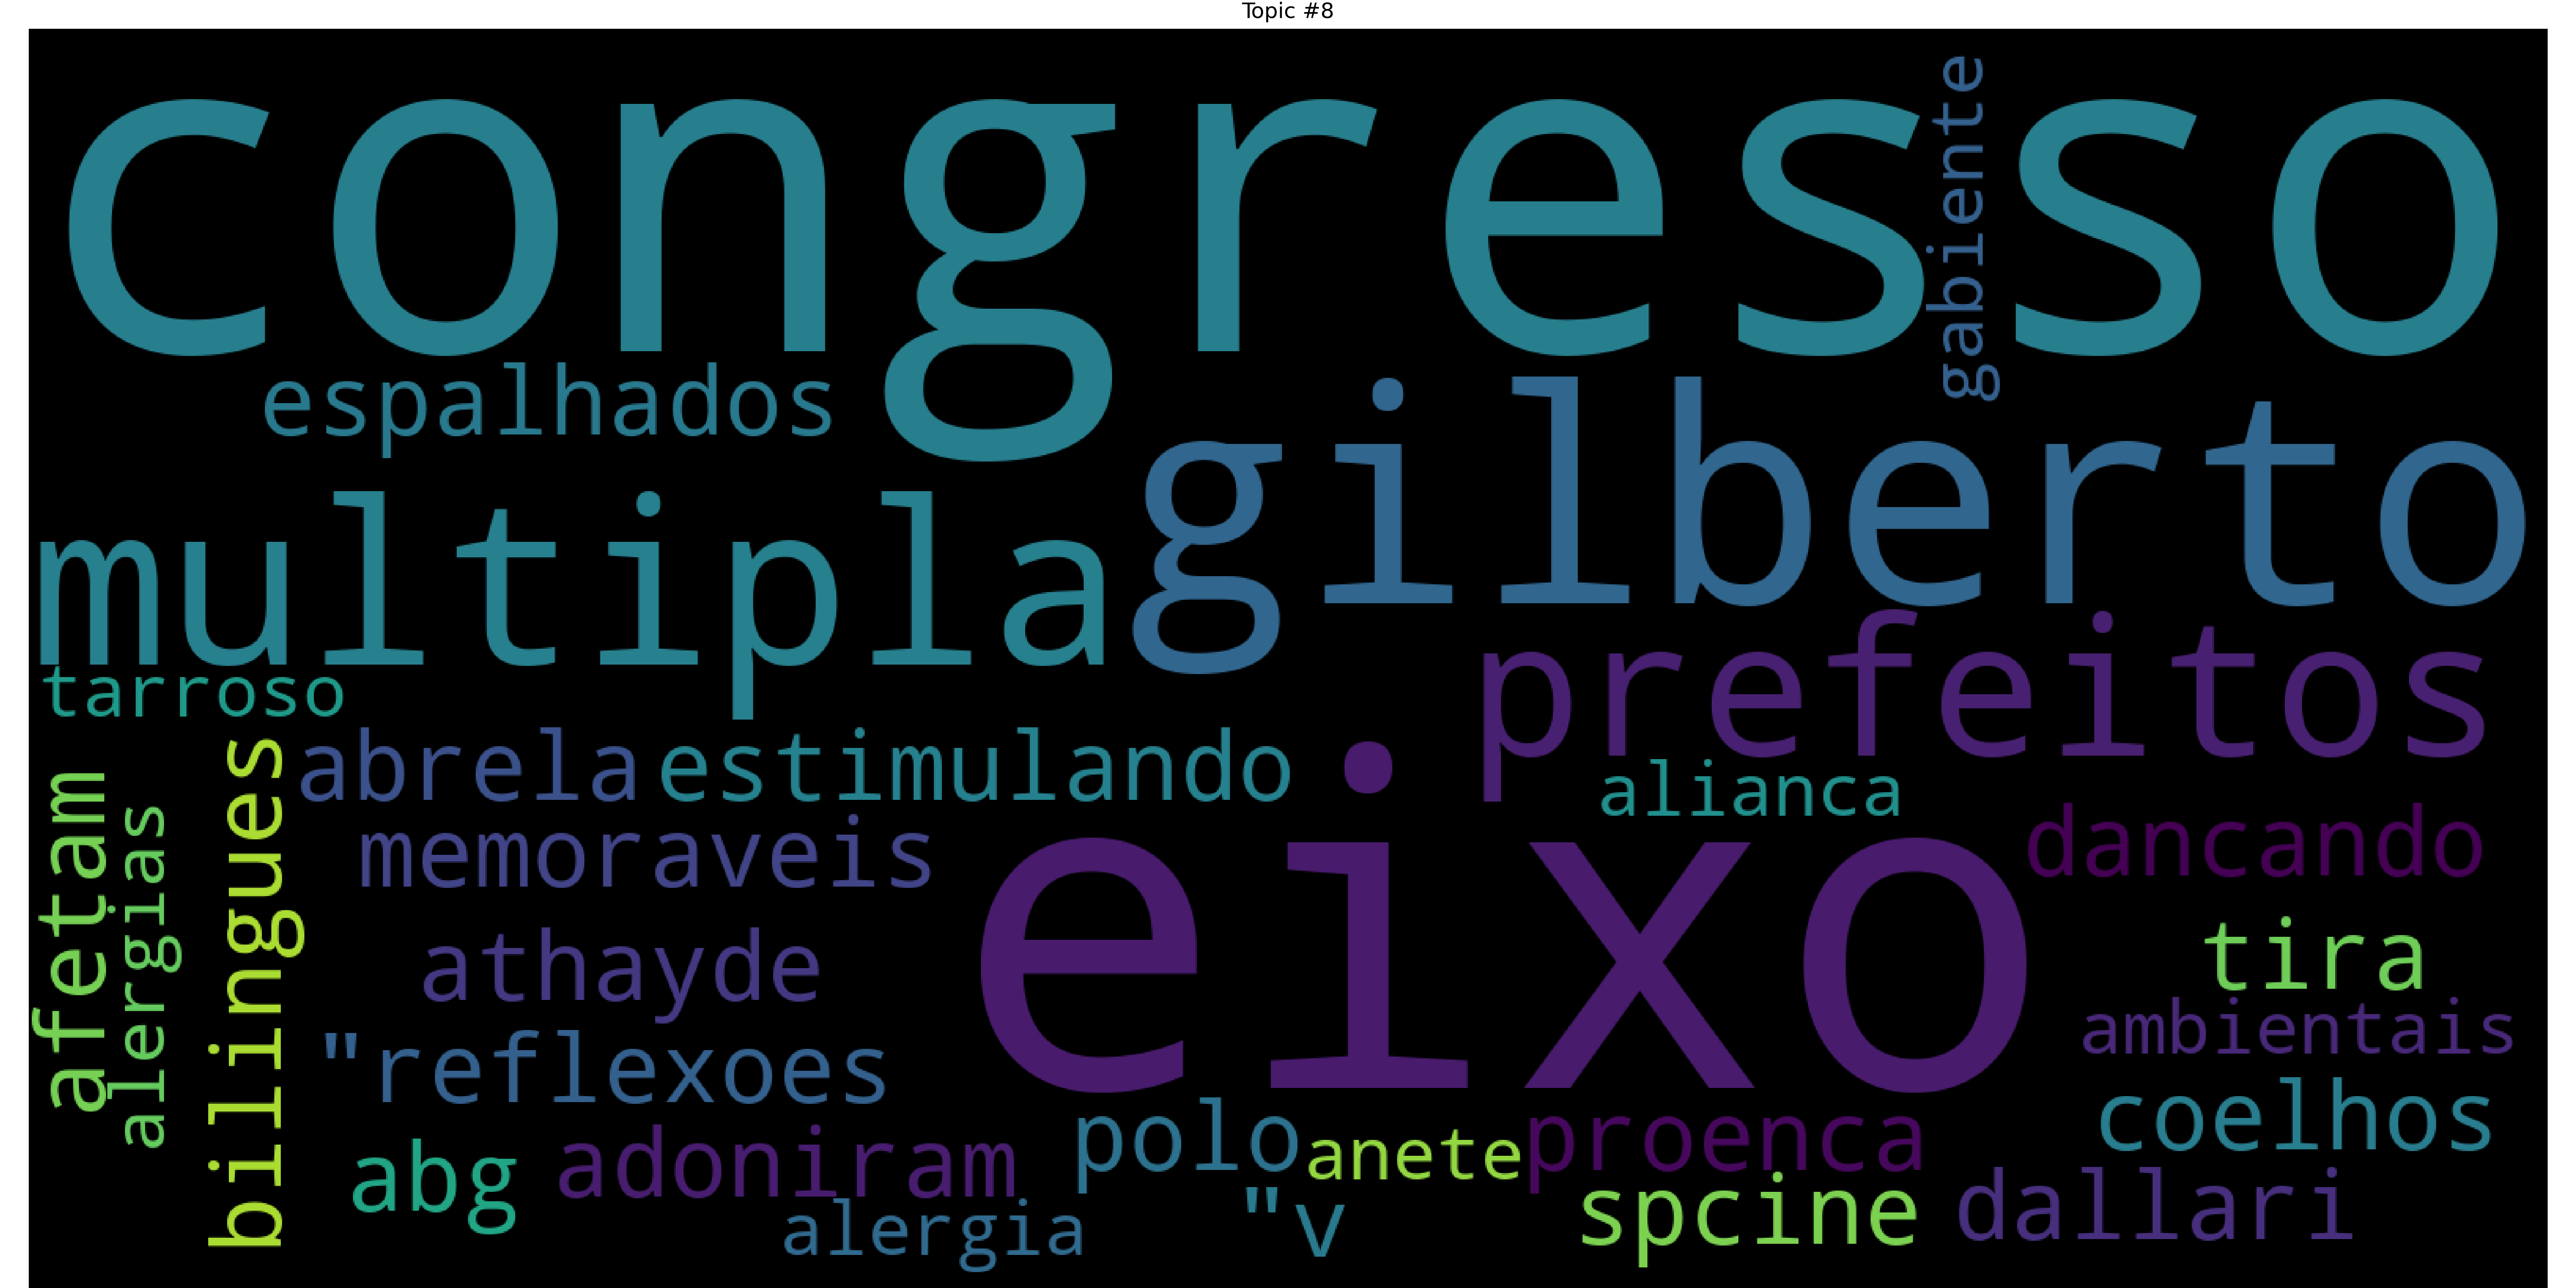 Topic #8
congresso
gabiente
espalhados
gilberto
multipla
prefeitos
tarroso
abrela
estimulando
alianca
afetam
alergias
bilingues
memoraveis
eixo
dancando
athayde
tira
"reflexoes
ambientais
coelhos
polo
anete
proenca
abg
adoniram
alergia
"v
spcine
dallari